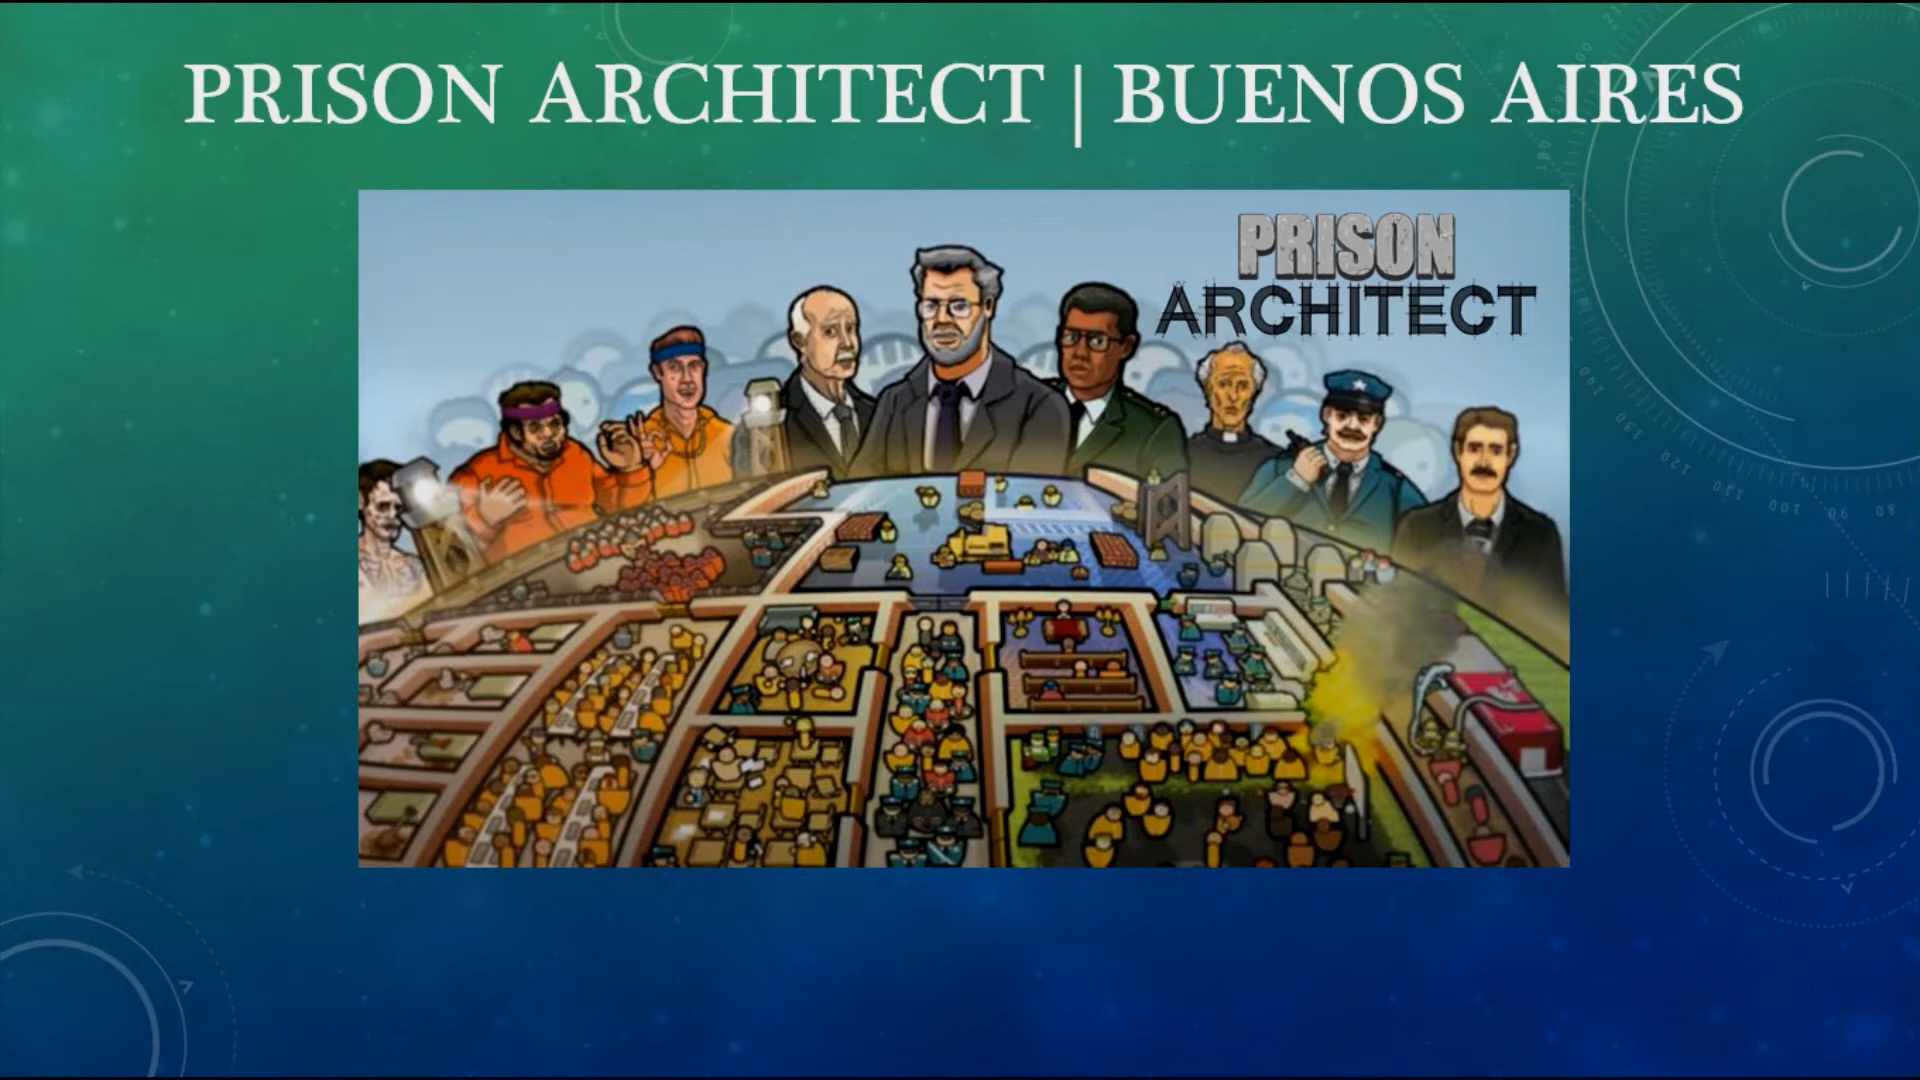 PRISON ARCHITECT | BUENOS AIRES
PRISON
ARCHITECT